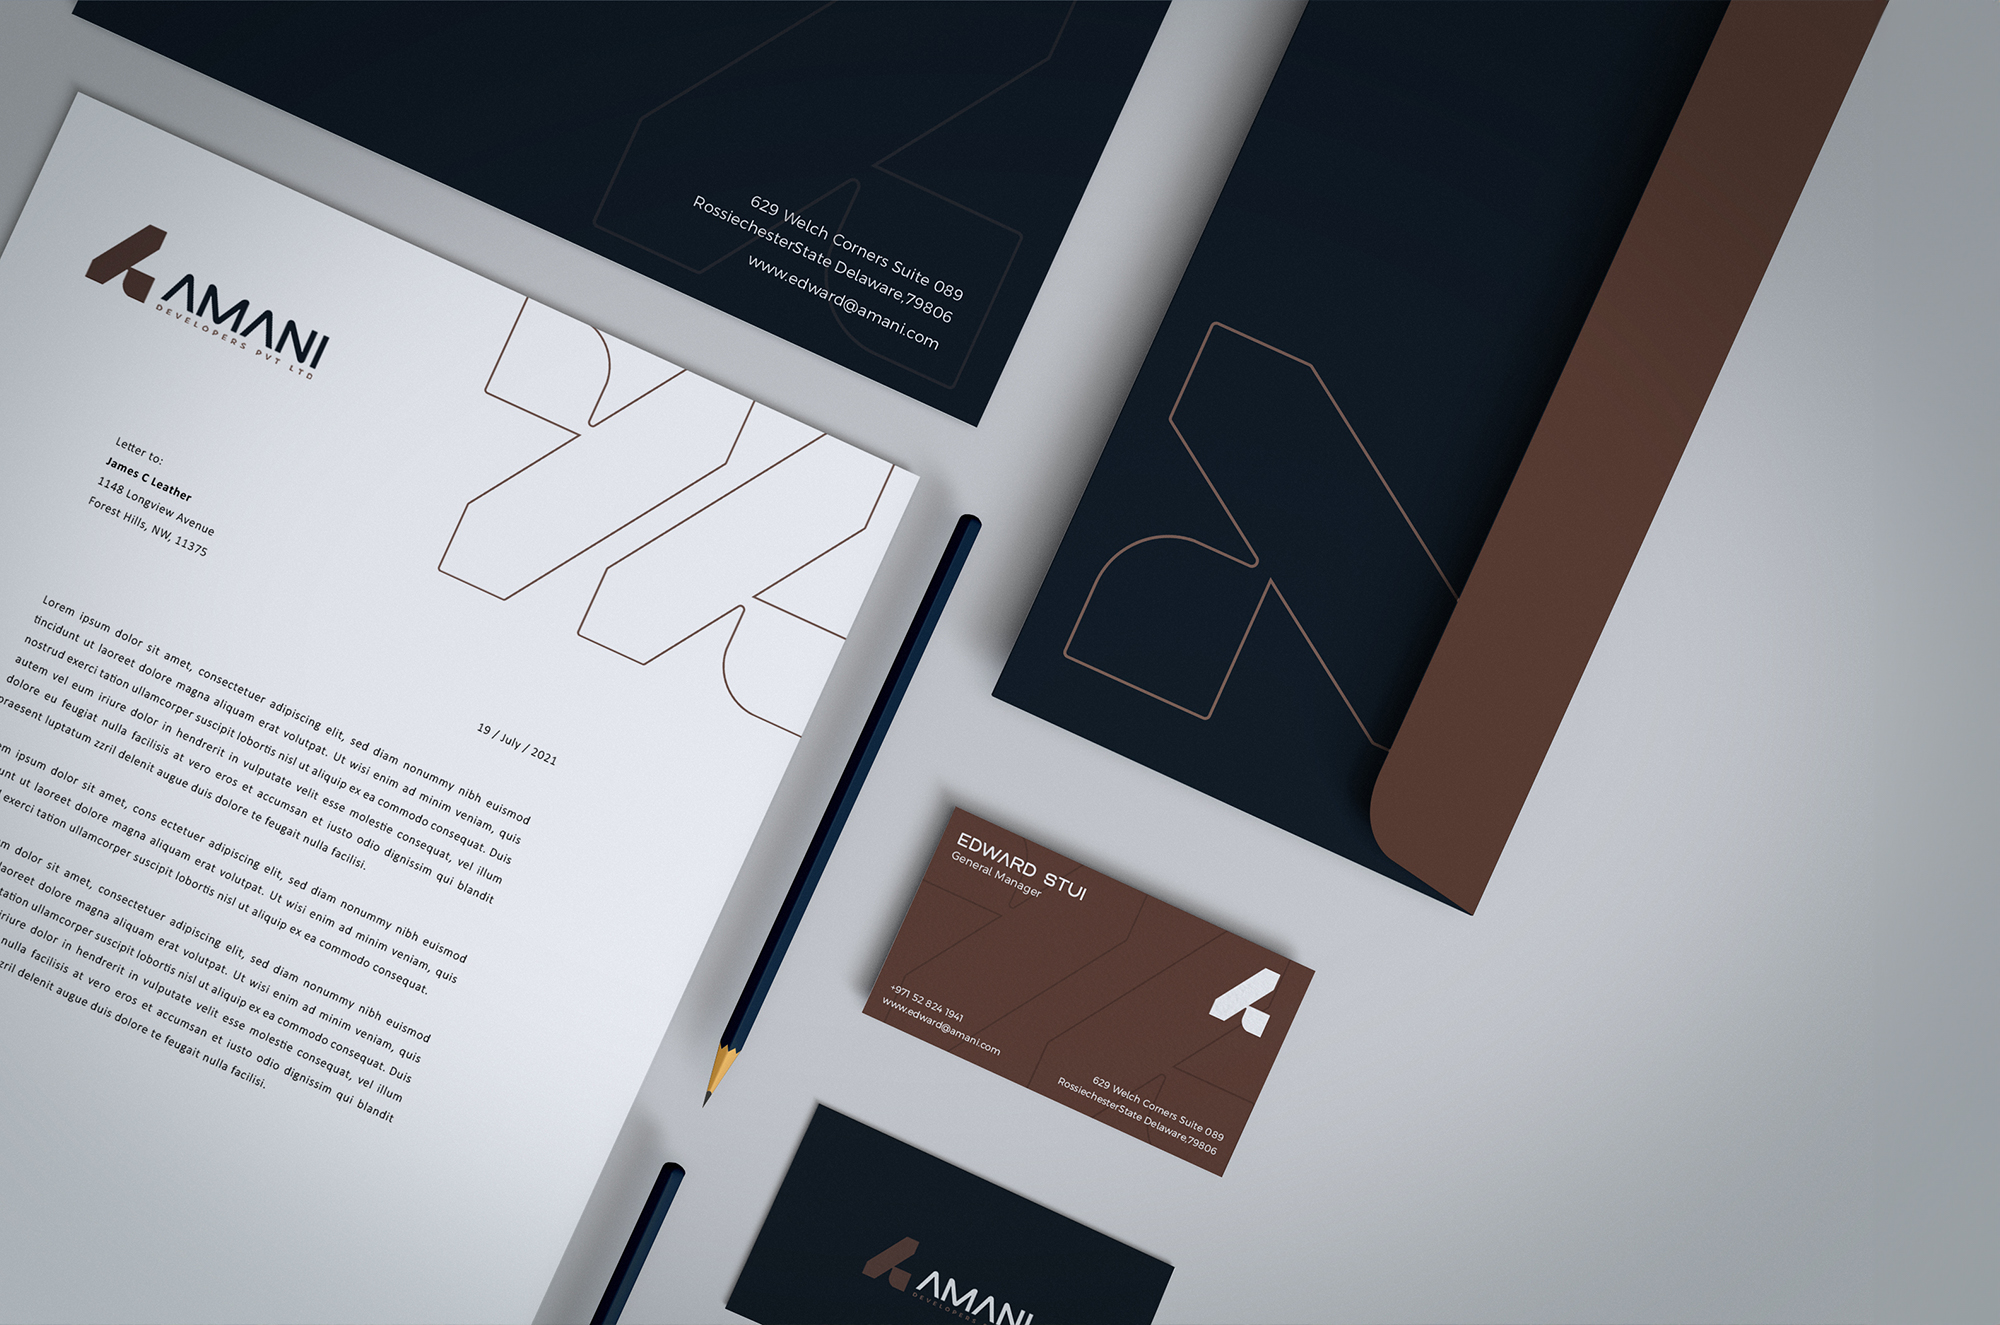 629 Welch Corners Suite 089
RossiechesterState Delaware,79806
www.edward@amani.com
AMANI
DEVELOPERS PVT LTD
Letter to:
James C Leather
1148 Longview Avenue
Forest Hills, NW, 11375
19 / July / 2021
Lorem ipsum dolor sit amet, consectetuer adipiscing elit, sed diam nonummy nibh euismod
tincidunt ut laoreet dolore magna aliquam erat volutpat. Ut wisi enim ad minim veniam, quis
nostrud exerci tation ullamcorper suscipit lobortis nisl ut aliquip ex ea commodo consequat. Duis
autem vel eum iriure dolor in hendrerit in vulputate velit esse molestie consequat, vel illum
dolore eu feugiat nulla facilisis at vero eros et accumsan et iusto odio dignissim qui blandit
praesent luptatum zzril delenit augue duis dolore te feugait nulla facilisi.
ipsum dolor sit amet, cons ectetuer adipiscing elit, sed diam nonummy nibh euismod
ut laoreet dolore magna aliquam erat volutpat. Ut wisi enim ad minim veniam, quis
exerci tation ullamcorper suscipit lobortis nisl ut aliquip ex ea commodo consequat.
dolor sit amet, consectetuer adipiscing elit, sed diam nonummy nibh euismod
laoreet dolore magna aliquam erat volutpat. Ut wisi enim ad minim veniam, quis
tation ullamcorper suscipit lobortis nisl ut aliquip ex ea commodo consequat. Duis
iriure dolor in hendrerit in vulputate velit esse molestie consequat, vel illum
nulla facilisis at vero eros et accumsan et iusto odio dignissim qui blandit
zzril delenit augue duis dolore te feugait nulla facilisi.
EDWARD STUI
General Manager
+971 52 824 1941
www.edward@amani.com
629 Welch Corners Suite 089
RossiechesterState Delaware,79806
AMANI
DEVELOPERS